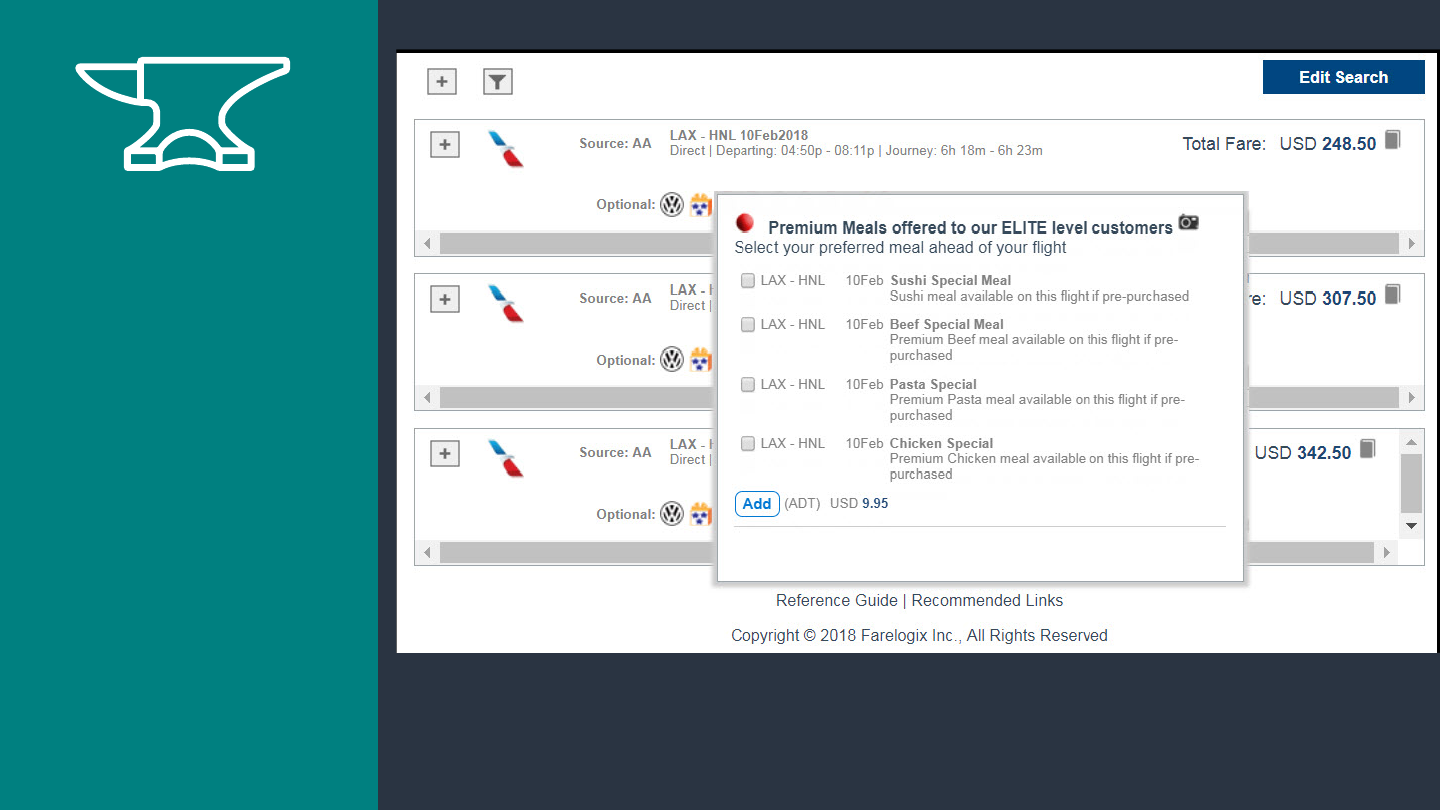 Edit Search
LAX - HNL 10Feb2018
Source: AA
Direct | Departing: 04:50p - 08:11p | Journey: 6h 18m - 6h 23m
Total Fare: USD 248.50
Optional:
Premium Meals offered to our ELITE level customers
Select your preferred meal ahead of your flight
LAX - HNL 10Feb Sushi Special Meal
Sushi meal available on this flight if pre-purchased
LAX - HNL 10Feb Beef Special Meal
Premium Beef meal available on this flight if pre-
purchased
LAX - HNL 10Feb Pasta Special
Premium Pasta meal available on this flight if pre-
purchased
LAX - HNL 10Feb Chicken Special
Premium Chicken meal available on this flight if pre-
purchased
Add (ADT) USD 9.95
LAX -
Source: AA
Direct |
USD 307.50
Optional:
LAX -
Source: AA
Direct |
USD 342.50
Optional:
Reference Guide | Recommended Links
Copyright © 2018 Farelogix Inc., All Rights Reserved